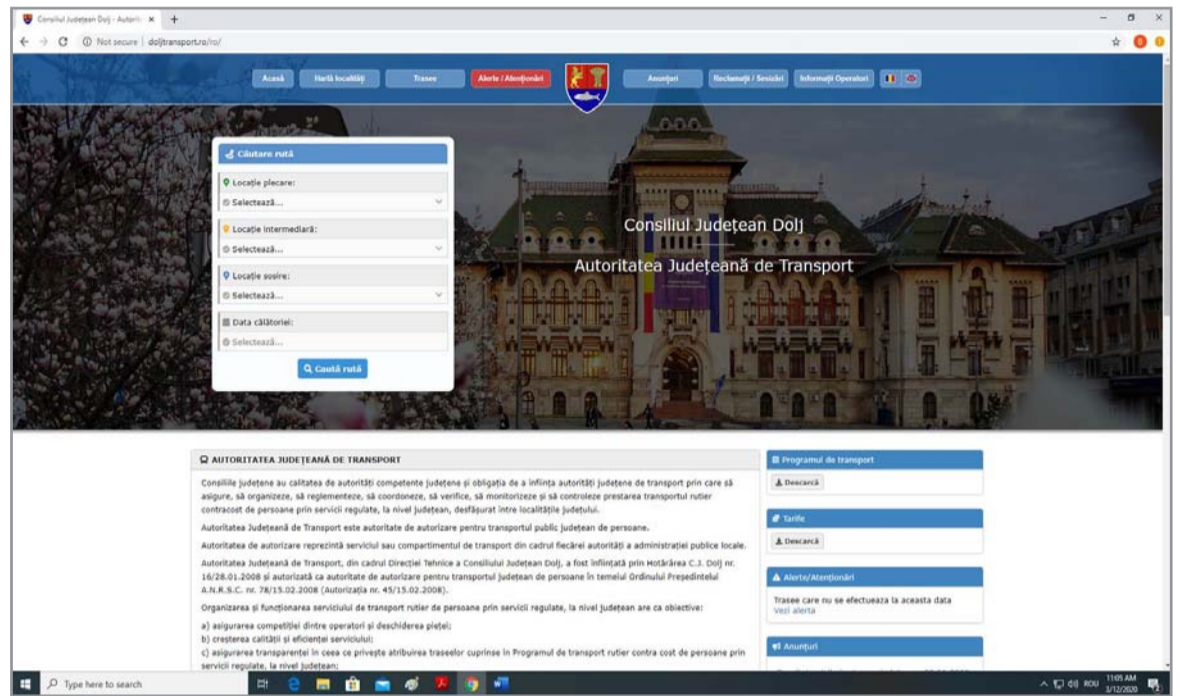 Consiliul Județean Dolj - Autorit
Not secure | doljtransport.ro/ro/
Acasă
Hartă localități
Trasee
Alerte / Atenționări
Anunțuri
Reclamații / Sesizări
Informații Operatori
Căutare rută
Locație plecare:
Selectează...
Locație intermediară:
Selectează...
Locație sosire:
Selectează...
Data călătoriei:
Selectează...
Caută rută
Consiliul Județean Dolj
Autoritatea Județeană de Transport
AUTORITATEA JUDEȚEANĂ DE TRANSPORT
Consiliile județene au calitatea de autorități competente județene și obligația de a înființa autorități județene de transport prin care să
asigure, să organizeze, să reglementeze, să coordoneze, să verifice, să monitorizeze și să controleze prestarea transportul rutier
contracost de persoane prin servicii regulate, la nivel județean, desfășurat între localitățile județului.
Autoritatea Județeană de Transport este autoritate de autorizare pentru transportul public județean de persoane.
Autoritatea de autorizare reprezintă serviciul sau compartimentul de transport din cadrul fiecărei autorități a administrației publice locale.
Autoritatea Județeană de Transport, din cadrul Direcției Tehnice a Consiliului Județean Dolj, a fost înființată prin Hotărârea C.J. Dolj nr.
16/28.01.2008 și autorizată ca autoritate de autorizare pentru transportul județean de persoane în temeiul Ordinului Președintelui
A.N.R.S.C. nr. 78/15.02.2008 (Autorizația nr. 45/15.02.2008).
Organizarea și funcționarea serviciului de transport rutier de persoane prin servicii regulate, la nivel județean are ca obiective:
a) asigurarea competiției dintre operatori și deschiderea pieței;
b) creșterea calității și eficienței serviciului;
c) asigurarea transparenței în ceea ce privește atribuirea traseelor cuprinse în Programul de transport rutier contra cost de persoane prin
servicii regulate, la nivel județean;
Programul de transport
Descarcă
Tarife
Descarcă
Alerte/Atenționări
Trasee care nu se efectueaza la aceasta data
Vezi alerta
Anunțuri
Type here to search
ROU
11:05 AM
3/12/2020